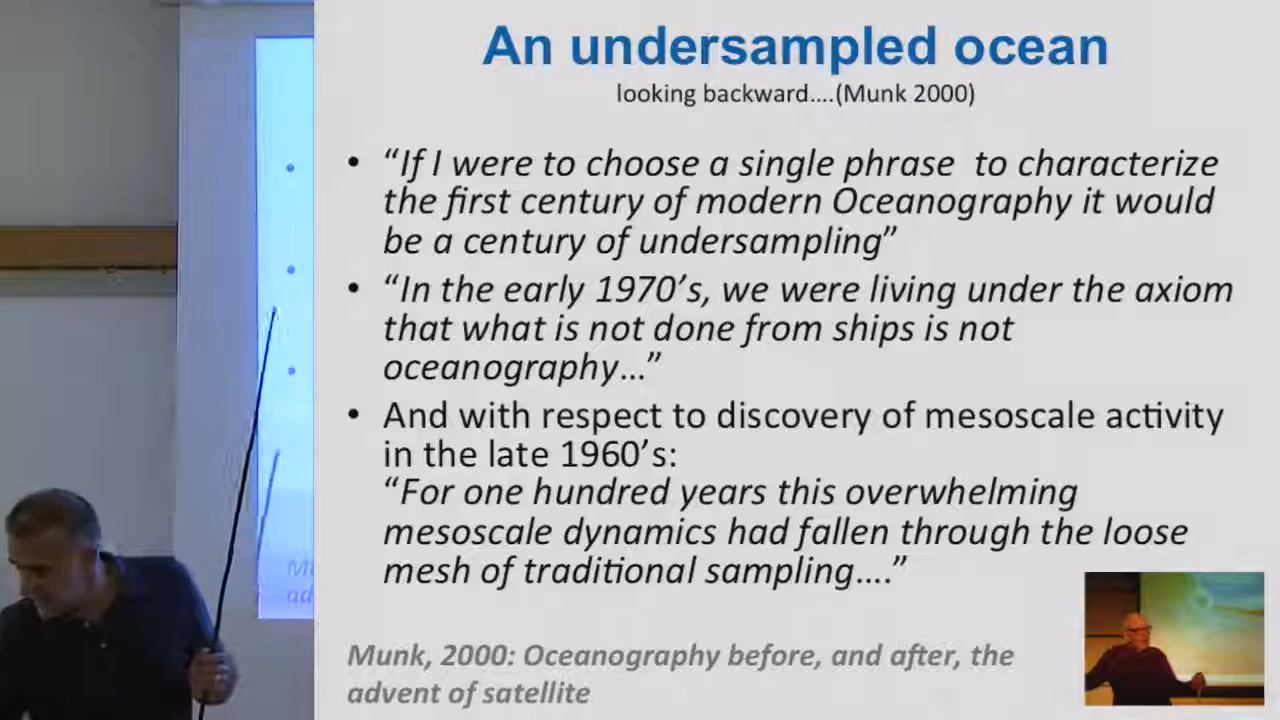 An undersampled ocean
looking backward....(Munk 2000)
• “If I were to choose a single phrase to characterize
the first century of modern Oceanography it would
be a century of undersampling”
• “In the early 1970’s, we were living under the axiom
that what is not done from ships is not
oceanography…”
• And with respect to discovery of mesoscale activity
in the late 1960’s:
“For one hundred years this overwhelming
mesoscale dynamics had fallen through the loose
mesh of traditional sampling….”
Munk, 2000: Oceanography before, and after, the
advent of satellite